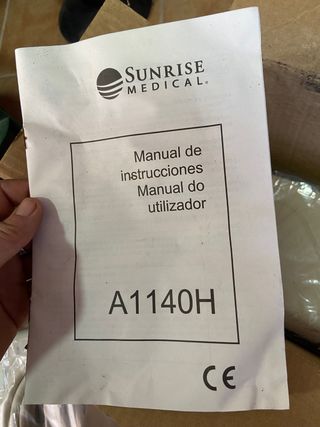 SUNRISE
MEDICAL®
Manual de
instrucciones
Manual do
utilizador
A1140H
CE